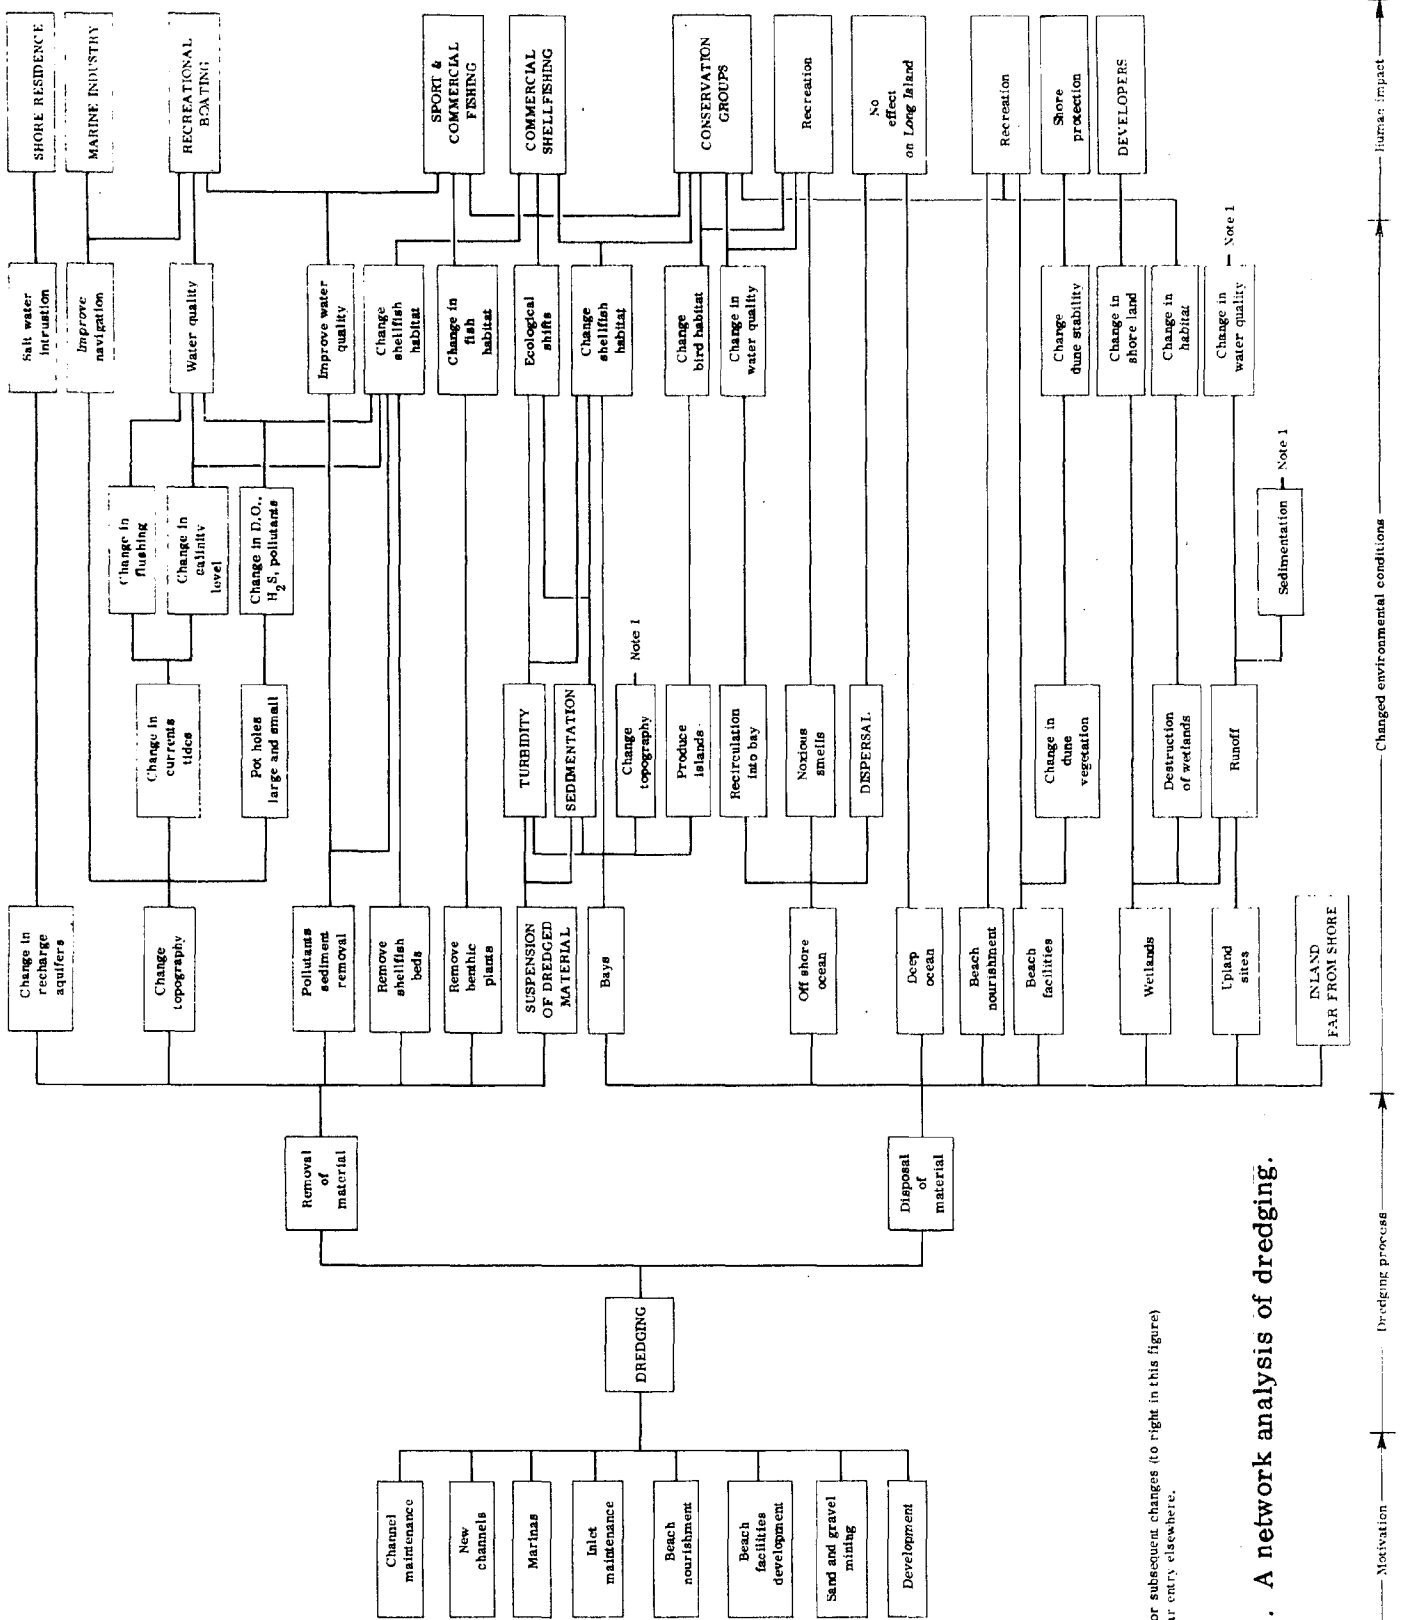 Channel
maintenance
New
channels
Marinas
Inlet
maintenance
Beach
nourishment
Beach
facilities
development
Sand and gravel
mining
Development
DREDGING
Removal
of
material
Disposal
of
material
Change in
recharge
aquifers
Change
topography
Pollutants
sediment
removal
Remove
shellfish
beds
Remove
benthic
plants
SUSPENSION
OF DREDGED
MATERIAL
Bays
Off shore
ocean
Deep
ocean
Beach
nourishment
Beach
facilities
Wetlands
Upland
sites
INLAND
FAR FROM SHORE
Change in
currents
tides
Pot holes
large and small
TURBIDITY
SEDIMENTATION
Change
topography
Note 1
Produce
islands
Recirculation
into bay
Noxious
smells
DISPERSAL
Change in
dune
vegetation
Destruction
of wetlands
Runoff
Change in
flushing
Change in
calinity
level
Change in D.O.,
H2S, pollutants
Sedimentation
Note 1
Salt water
intrustion
Improve
navigation
Water quality
Improve water
quality
Change
shellfish
habitat
Change in
fish
habitat
Ecological
shifts
Change
shellfish
habitat
Change
bird habitat
Change in
water quality
Change
dune stability
Change in
shore land
Change in
habitat
Change in
water quality
Note 1
SHORE RESIDENCE
MARINE INDUSTRY
RECREATIONAL
BOATING
SPORT &
COMMERCIAL
FISHING
COMMERCIAL
SHELLFISHING
CONSERVATION
GROUPS
Recreation
No
effect
on Long Island
Recreation
Shore
protection
DEVELOPERS
or subsequent changes (to right in this figure)
ar entry elsewhere.
. A network analysis of dredging.
Motivation
Dredging process
Changed environmental conditions
Human impact